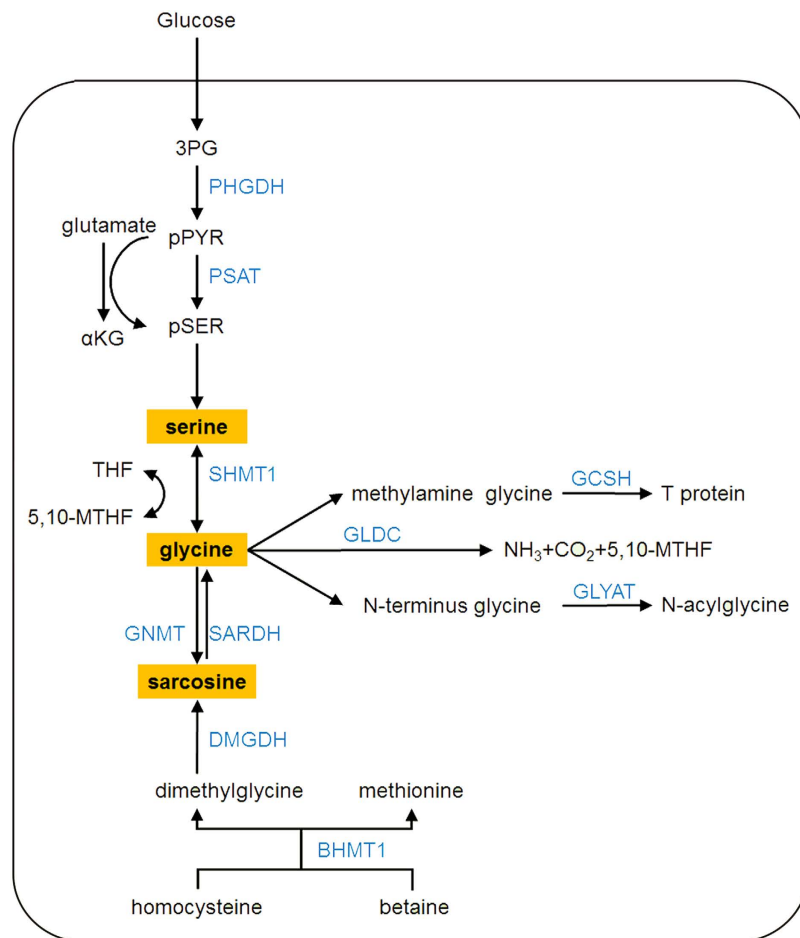 Glucose
3PG
PHGDH
glutamate
pPYR
PSAT
αKG
pSER
serine
THF
SHMT1
5,10-MTHF
methylamine glycine
GCSH
T protein
glycine
GLDC
NH₃+CO₂+5,10-MTHF
N-terminus glycine
GLYAT
N-acylglycine
GNMT
SARDH
sarcosine
DMGDH
dimethylglycine
methionine
BHMT1
homocysteine
betaine